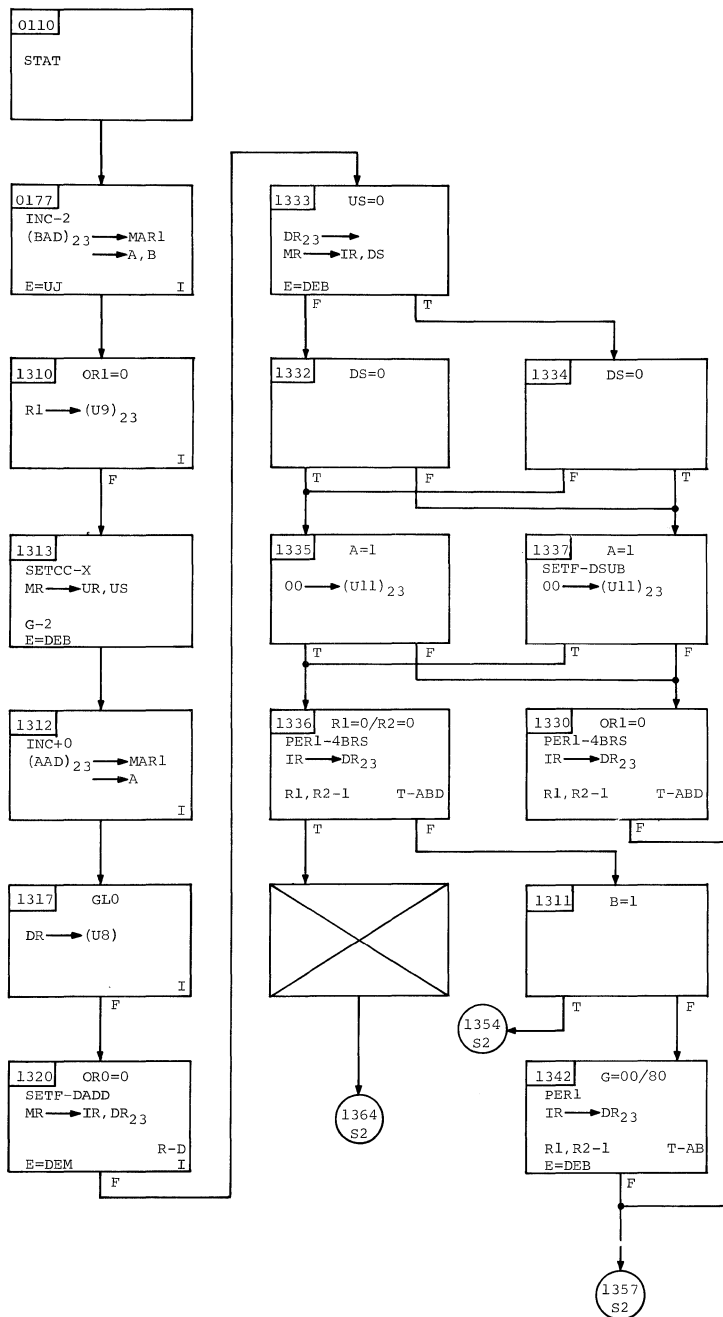 0110
STAT
0177
INC-2
(BAD)23 → MAR1
→ A,B
E=UJ I
1310 OR1=0
R1 → (U9)23
I
F
1313
SETCC-X
MR → UR,US
G-2
E=DEB
1312
INC+0
(AAD)23 → MAR1
→ A
I
1317 GL0
DR → (U8)
I
F
1320 OR0=0
SETF-DADD
MR → IR,DR23
R-D
E=DEM I
F
1333 US=0
DR23 →
MR → IR,DS
E=DEB
F T
1332 DS=0
T F
1334 DS=0
F T
1335 A=1
00 → (U11)23
T F
1337 A=1
SETF-DSUB
00 → (U11)23
T F
1336 R1=0/R2=0
PER1-4BRS
IR → DR23
R1,R2-1 T-ABD
T F
1330 OR1=0
PER1-4BRS
IR → DR23
R1,R2-1 T-ABD
F
1311 B=1
T F
1354
S2
1364
S2
1342 G=00/80
PER1
IR → DR23
R1,R2-1 T-AB
E=DEB
F
1357
S2